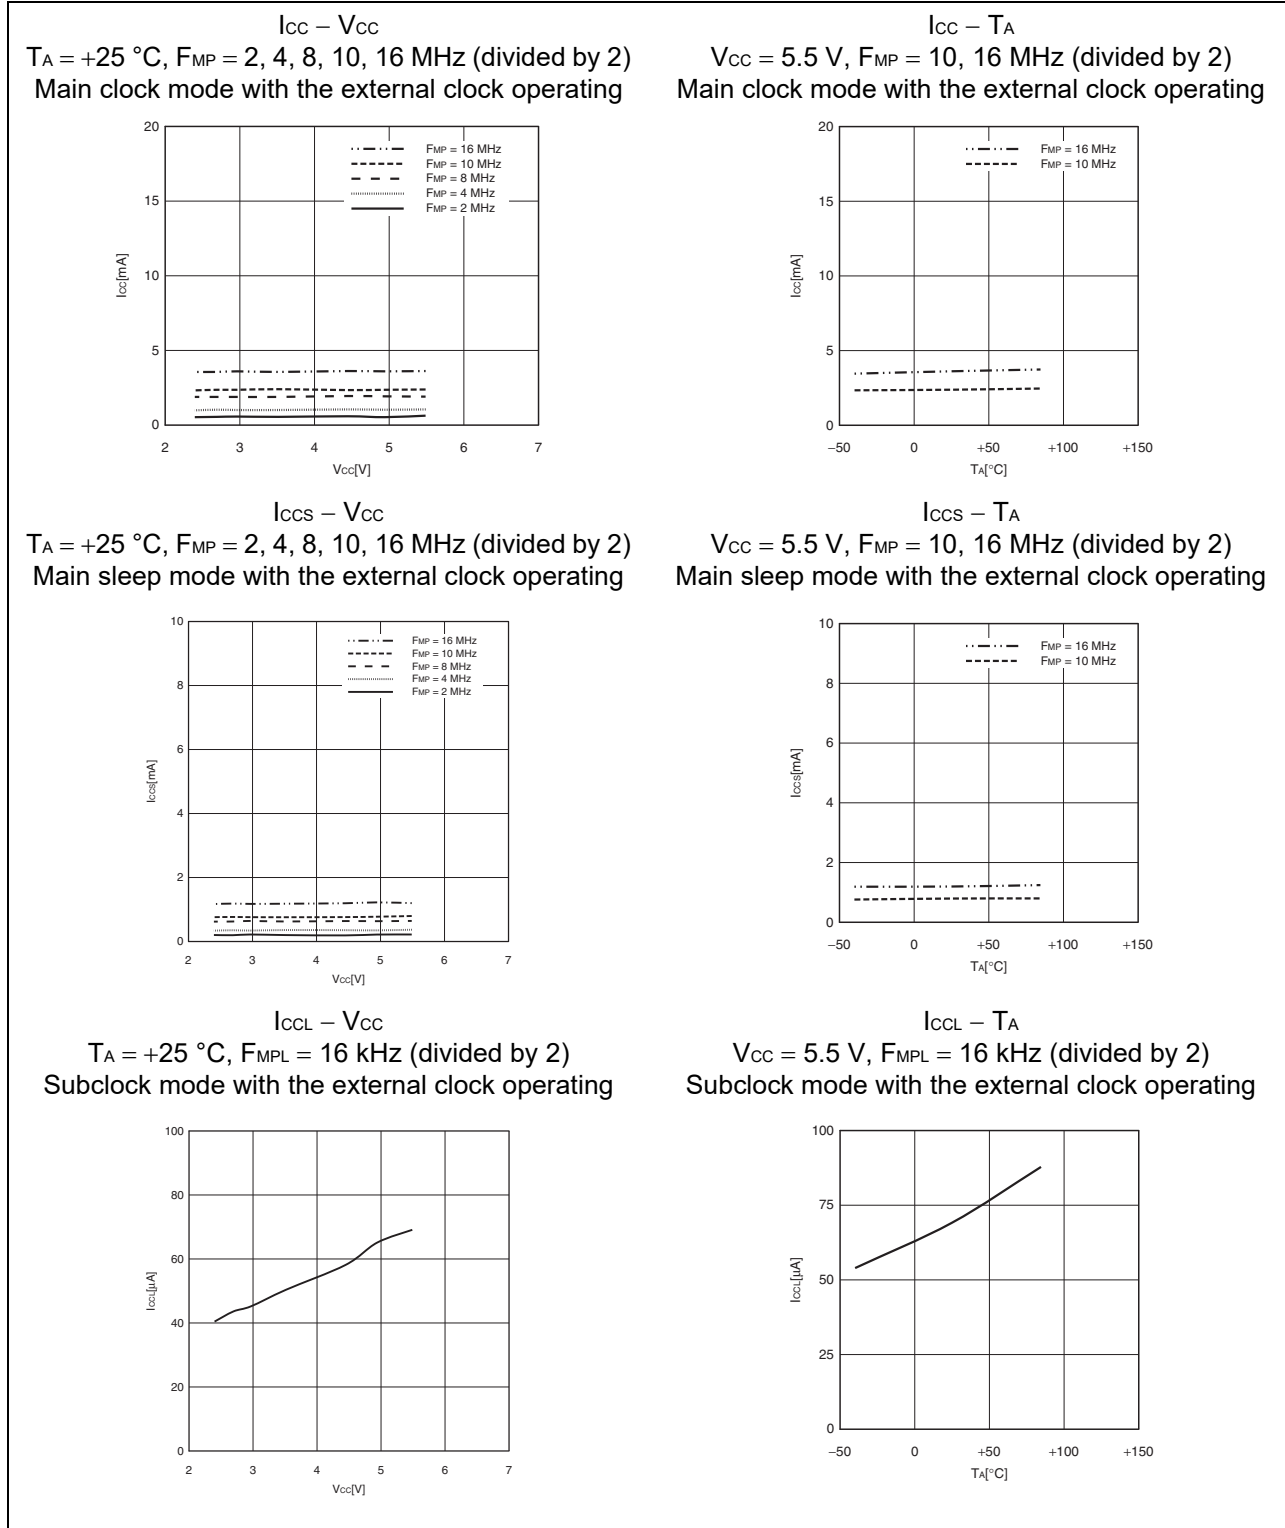 ICC − VCC
TA = +25 °C, FMP = 2, 4, 8, 10, 16 MHz (divided by 2)
Main clock mode with the external clock operating
20
15
10
5
0
ICC[mA]
FMP = 16 MHz
FMP = 10 MHz
FMP = 8 MHz
FMP = 4 MHz
FMP = 2 MHz
2 3 4 5 6 7
VCC[V]
ICC − TA
VCC = 5.5 V, FMP = 10, 16 MHz (divided by 2)
Main clock mode with the external clock operating
20
15
10
5
0
ICC[mA]
FMP = 16 MHz
FMP = 10 MHz
−50 0 +50 +100 +150
TA[°C]
ICCS − VCC
TA = +25 °C, FMP = 2, 4, 8, 10, 16 MHz (divided by 2)
Main sleep mode with the external clock operating
10
8
6
4
2
0
ICCS[mA]
FMP = 16 MHz
FMP = 10 MHz
FMP = 8 MHz
FMP = 4 MHz
FMP = 2 MHz
2 3 4 5 6 7
VCC[V]
ICCS − TA
VCC = 5.5 V, FMP = 10, 16 MHz (divided by 2)
Main sleep mode with the external clock operating
10
8
6
4
2
0
ICCS[mA]
FMP = 16 MHz
FMP = 10 MHz
−50 0 +50 +100 +150
TA[°C]
ICCL − VCC
TA = +25 °C, FMPL = 16 kHz (divided by 2)
Subclock mode with the external clock operating
100
80
60
40
20
0
ICCL[μA]
2 3 4 5 6 7
VCC[V]
ICCL − TA
VCC = 5.5 V, FMPL = 16 kHz (divided by 2)
Subclock mode with the external clock operating
100
75
50
25
0
ICCL[μA]
−50 0 +50 +100 +150
TA[°C]